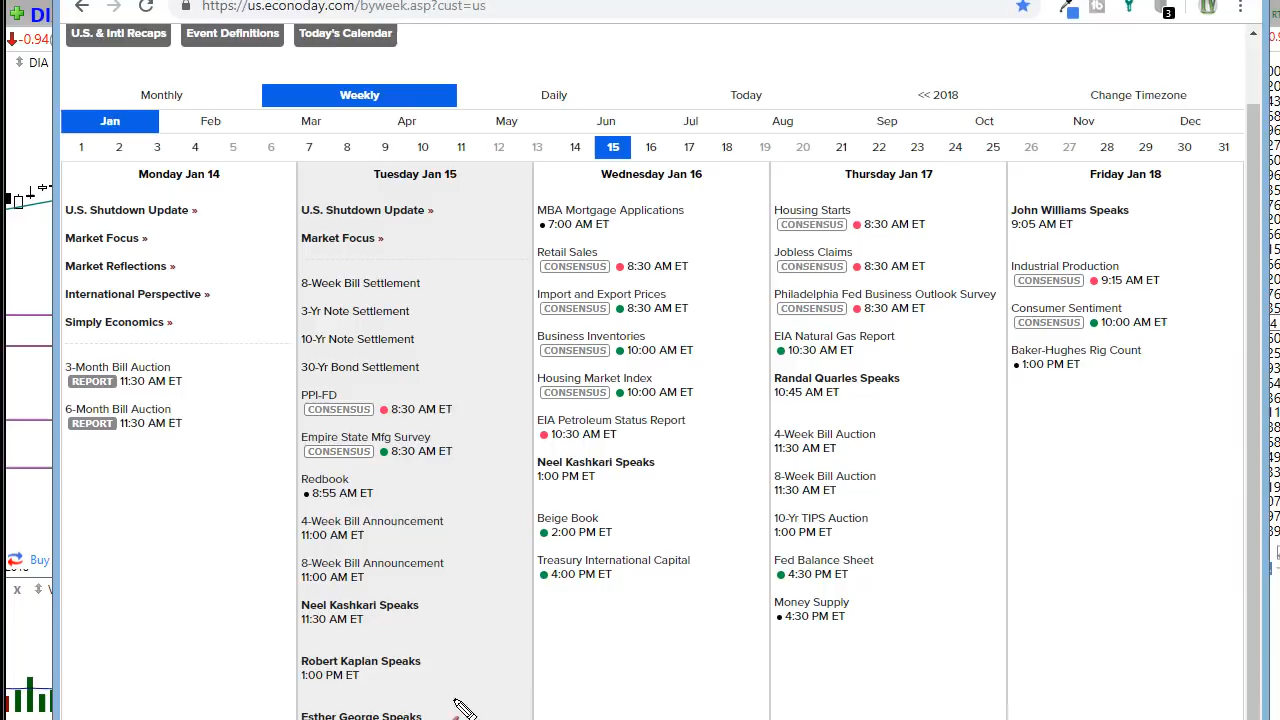 https://us.econoday.com/byweek.asp?cust=us
3
DI
-0.94(
DIA
U.S. & Intl Recaps
Event Definitions
Today's Calendar
Monthly
Weekly
Daily
Today
<< 2018
Change Timezone
Jan
Feb
Mar
Apr
May
Jun
Jul
Aug
Sep
Oct
Nov
Dec
1 2 3 4 5 6 7 8 9 10 11 12 13 14 15 16 17 18 19 20 21 22 23 24 25 26 27 28 29 30 31
Monday Jan 14
U.S. Shutdown Update »
Market Focus »
Market Reflections »
International Perspective »
Simply Economics »
3-Month Bill Auction
REPORT 11:30 AM ET
6-Month Bill Auction
REPORT 11:30 AM ET
Tuesday Jan 15
U.S. Shutdown Update »
Market Focus »
8-Week Bill Settlement
3-Yr Note Settlement
10-Yr Note Settlement
30-Yr Bond Settlement
PPI-FD
CONSENSUS 8:30 AM ET
Empire State Mfg Survey
CONSENSUS 8:30 AM ET
Redbook
8:55 AM ET
4-Week Bill Announcement
11:00 AM ET
8-Week Bill Announcement
11:00 AM ET
Neel Kashkari Speaks
11:30 AM ET
Robert Kaplan Speaks
1:00 PM ET
Esther George Speaks
Wednesday Jan 16
MBA Mortgage Applications
7:00 AM ET
Retail Sales
CONSENSUS 8:30 AM ET
Import and Export Prices
CONSENSUS 8:30 AM ET
Business Inventories
CONSENSUS 10:00 AM ET
Housing Market Index
CONSENSUS 10:00 AM ET
EIA Petroleum Status Report
10:30 AM ET
Neel Kashkari Speaks
1:00 PM ET
Beige Book
2:00 PM ET
Treasury International Capital
4:00 PM ET
Thursday Jan 17
Housing Starts
CONSENSUS 8:30 AM ET
Jobless Claims
CONSENSUS 8:30 AM ET
Philadelphia Fed Business Outlook Survey
CONSENSUS 8:30 AM ET
EIA Natural Gas Report
10:30 AM ET
Randal Quarles Speaks
10:45 AM ET
4-Week Bill Auction
11:30 AM ET
8-Week Bill Auction
11:30 AM ET
10-Yr TIPS Auction
1:00 PM ET
Fed Balance Sheet
4:30 PM ET
Money Supply
4:30 PM ET
Friday Jan 18
John Williams Speaks
9:05 AM ET
Industrial Production
CONSENSUS 9:15 AM ET
Consumer Sentiment
CONSENSUS 10:00 AM ET
Baker-Hughes Rig Count
1:00 PM ET
Buy